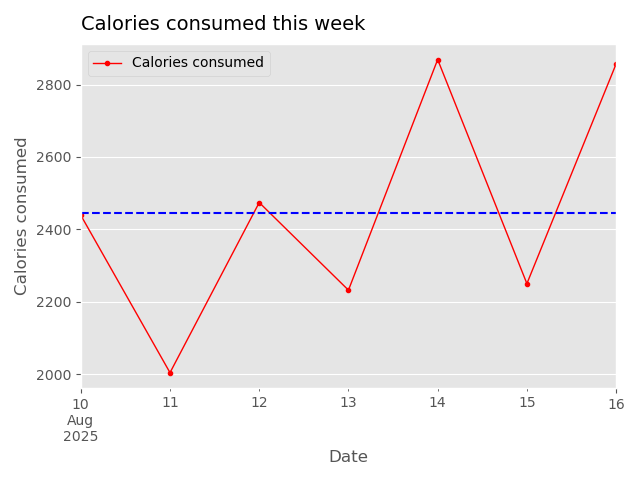 Calories consumed this week
Calories consumed
2800
2600
2400
2200
2000
Calories consumed
10 11 12 13 14 15 16
Aug
2025
Date